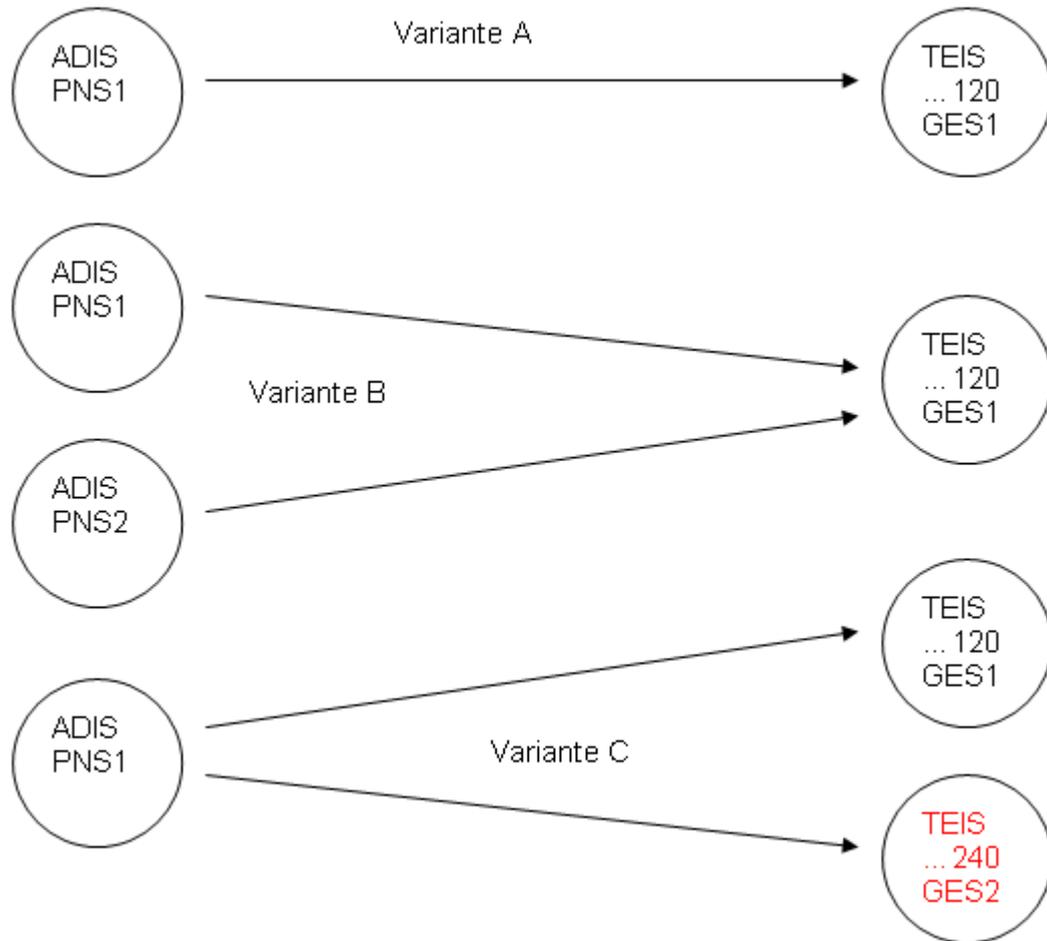 Variante A
ADIS
PNS1
TEIS
... 120
GES1
ADIS
PNS1
Variante B
ADIS
PNS2
TEIS
... 120
GES1
ADIS
PNS1
Variante C
TEIS
... 120
GES1
TEIS
... 240
GES2